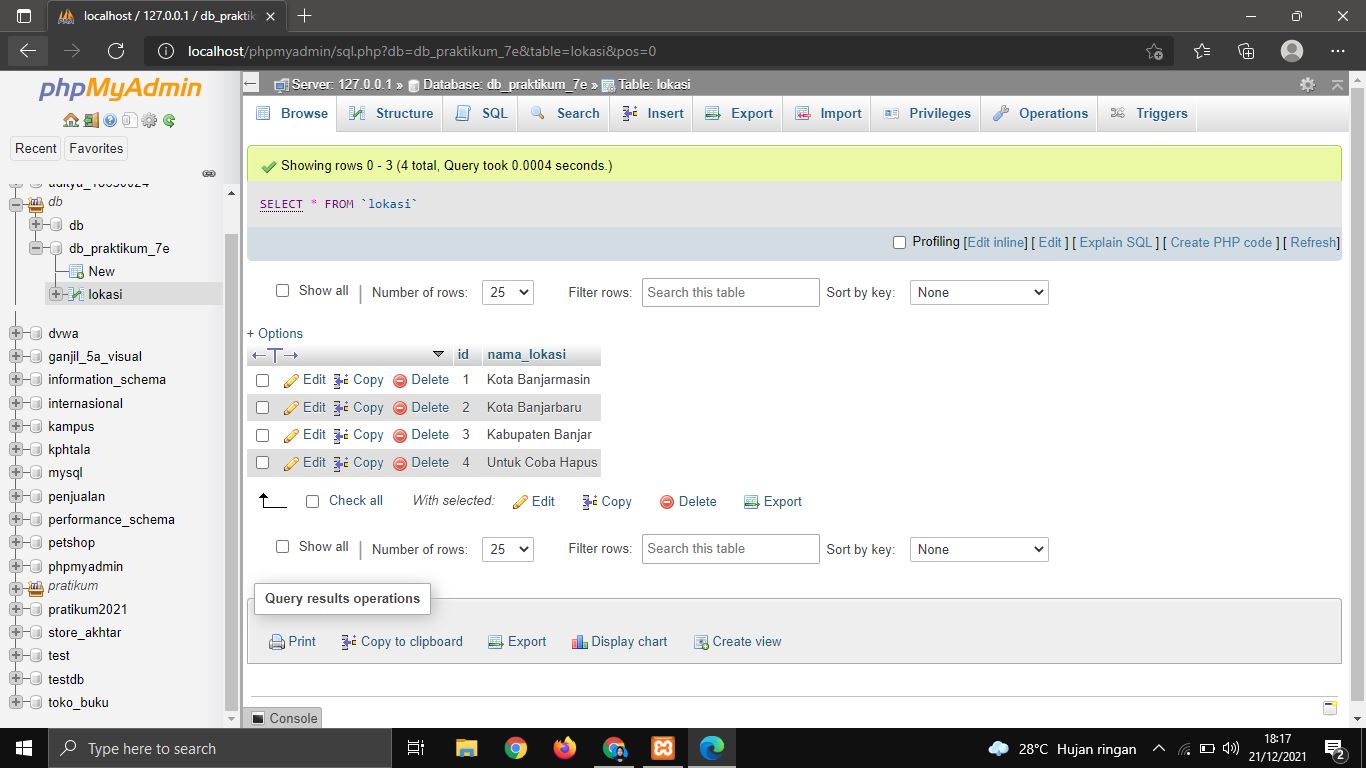 localhost / 127.0.0.1 / db_praktik
localhost/phpmyadmin/sql.php?db=db_praktikum_7e&table=lokasi&pos=0
phpMyAdmin
Recent Favorites
db
db
db_praktikum_7e
New
lokasi
dvwa
ganjil_5a_visual
information_schema
internasional
kampus
kphtala
mysql
penjualan
performance_schema
petshop
phpmyadmin
pratikum
pratikum2021
store_akhtar
test
testdb
toko_buku
Server: 127.0.0.1 » Database: db_praktikum_7e » Table: lokasi
Browse Structure SQL Search Insert Export Import Privileges Operations Triggers
Showing rows 0 - 3 (4 total, Query took 0.0004 seconds.)
SELECT * FROM `lokasi`
Profiling [Edit inline] [ Edit ] [ Explain SQL ] [ Create PHP code ] [ Refresh]
Show all | Number of rows: 25 Filter rows: Search this table Sort by key: None
+ Options
←T→ id nama_lokasi
Edit Copy Delete 1 Kota Banjarmasin
Edit Copy Delete 2 Kota Banjarbaru
Edit Copy Delete 3 Kabupaten Banjar
Edit Copy Delete 4 Untuk Coba Hapus
Check all With selected: Edit Copy Delete Export
Show all | Number of rows: 25 Filter rows: Search this table Sort by key: None
Query results operations
Print Copy to clipboard Export Display chart Create view
Console
Type here to search
28°C Hujan ringan
18:17
21/12/2021
2